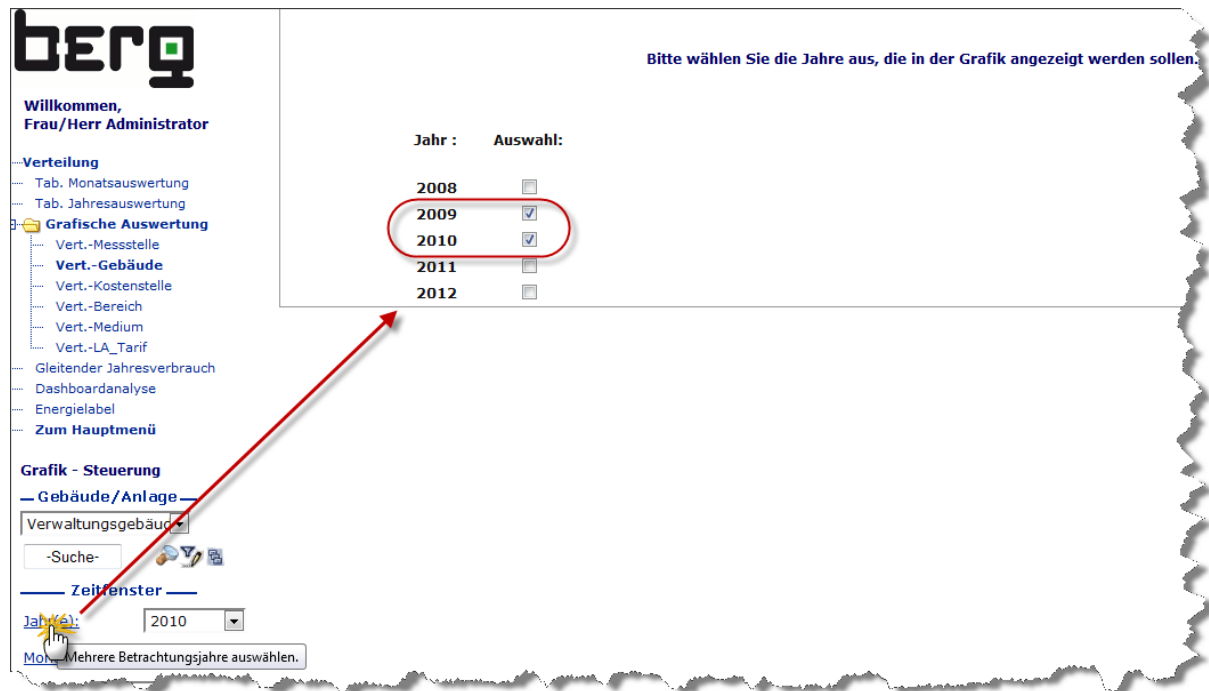 berg
Bitte wählen Sie die Jahre aus, die in der Grafik angezeigt werden sollen.
Willkommen,
Frau/Herr Administrator
Verteilung
Tab. Monatsauswertung
Tab. Jahresauswertung
Grafische Auswertung
Vert.-Messstelle
Vert.-Gebäude
Vert.-Kostenstelle
Vert.-Bereich
Vert.-Medium
Vert.-LA_Tarif
Gleitender Jahresverbrauch
Dashboardanalyse
Energielabel
Zum Hauptmenü
Jahr : Auswahl:
2008
2009
2010
2011
2012
Grafik - Steuerung
Gebäude/Anlage
Verwaltungsgebäud
-Suche-
Zeitfenster
Jahr(e): 2010
Mon
Mehrere Betrachtungsjahre auswählen.